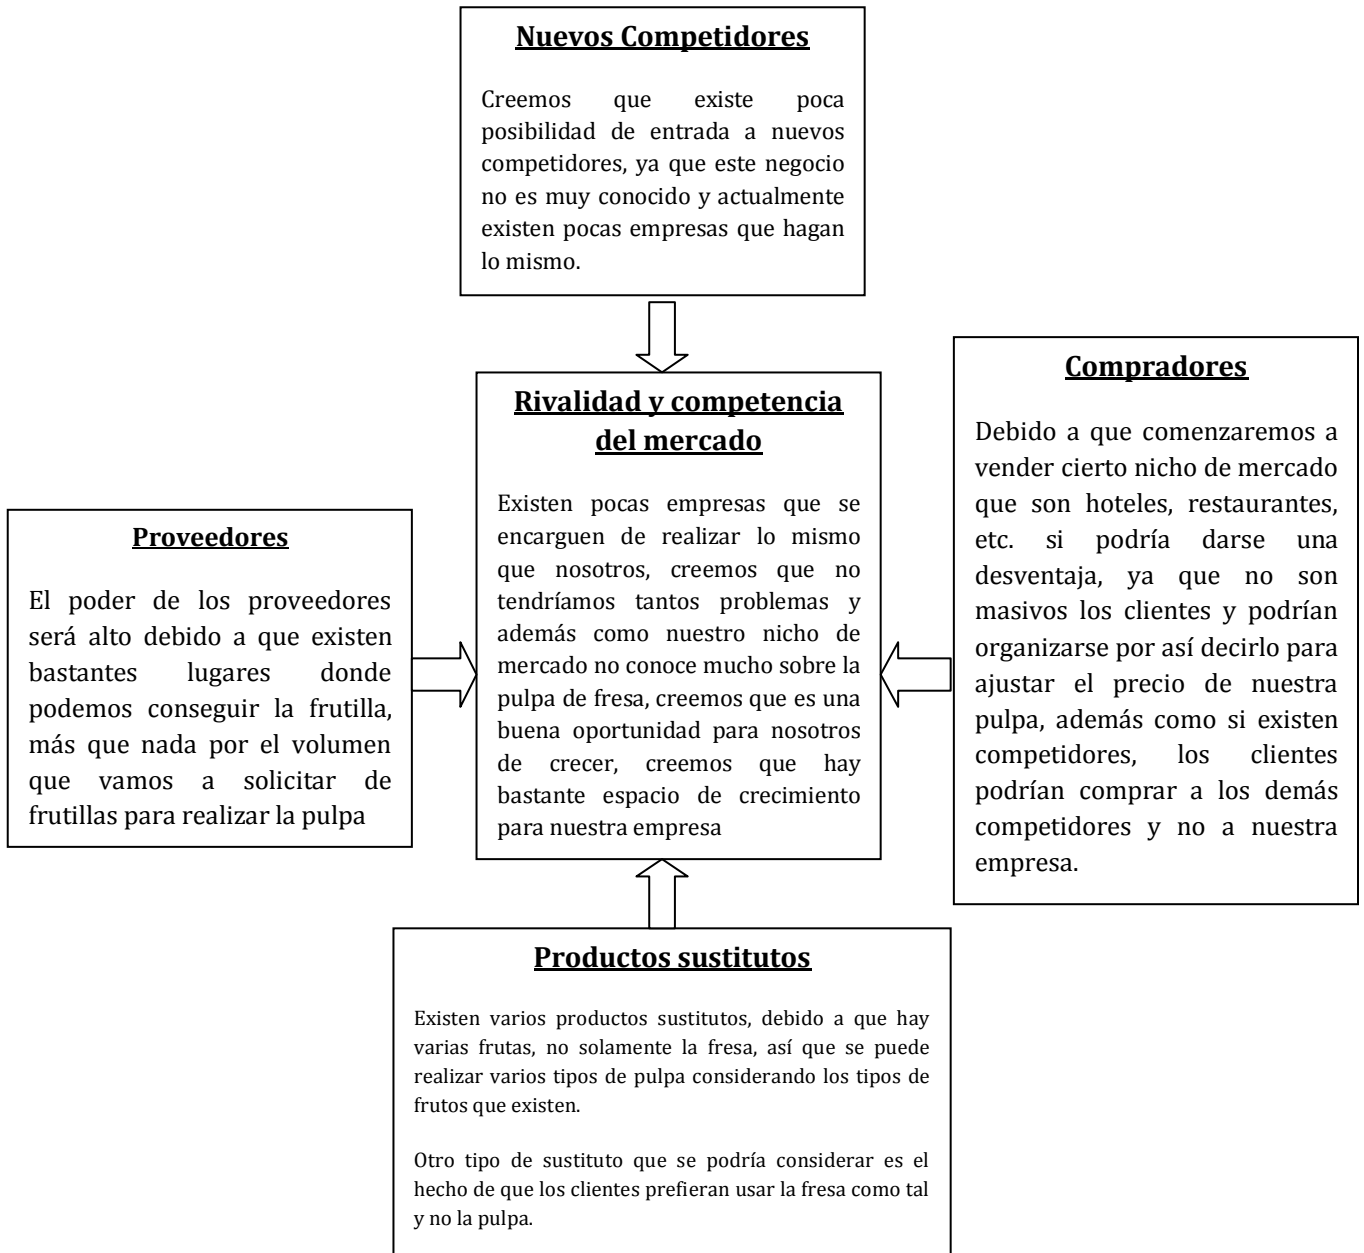 Nuevos Competidores
Creemos que existe poca
posibilidad de entrada a nuevos
competidores, ya que este negocio
no es muy conocido y actualmente
existen pocas empresas que hagan
lo mismo.
Rivalidad y competencia
del mercado
Existen pocas empresas que se
encarguen de realizar lo mismo
que nosotros, creemos que no
tendríamos tantos problemas y
además como nuestro nicho de
mercado no conoce mucho sobre la
pulpa de fresa, creemos que es una
buena oportunidad para nosotros
de crecer, creemos que hay
bastante espacio de crecimiento
para nuestra empresa
Compradores
Debido a que comenzaremos a
vender cierto nicho de mercado
que son hoteles, restaurantes,
etc. si podría darse una
desventaja, ya que no son
masivos los clientes y podrían
organizarse por así decirlo para
ajustar el precio de nuestra
pulpa, además como si existen
competidores, los clientes
podrían comprar a los demás
competidores y no a nuestra
empresa.
Proveedores
El poder de los proveedores
será alto debido a que existen
bastantes lugares donde
podemos conseguir la frutilla,
más que nada por el volumen
que vamos a solicitar de
frutillas para realizar la pulpa
Productos sustitutos
Existen varios productos sustitutos, debido a que hay
varias frutas, no solamente la fresa, así que se puede
realizar varios tipos de pulpa considerando los tipos de
frutos que existen.
Otro tipo de sustituto que se podría considerar es el
hecho de que los clientes prefieran usar la fresa como tal
y no la pulpa.